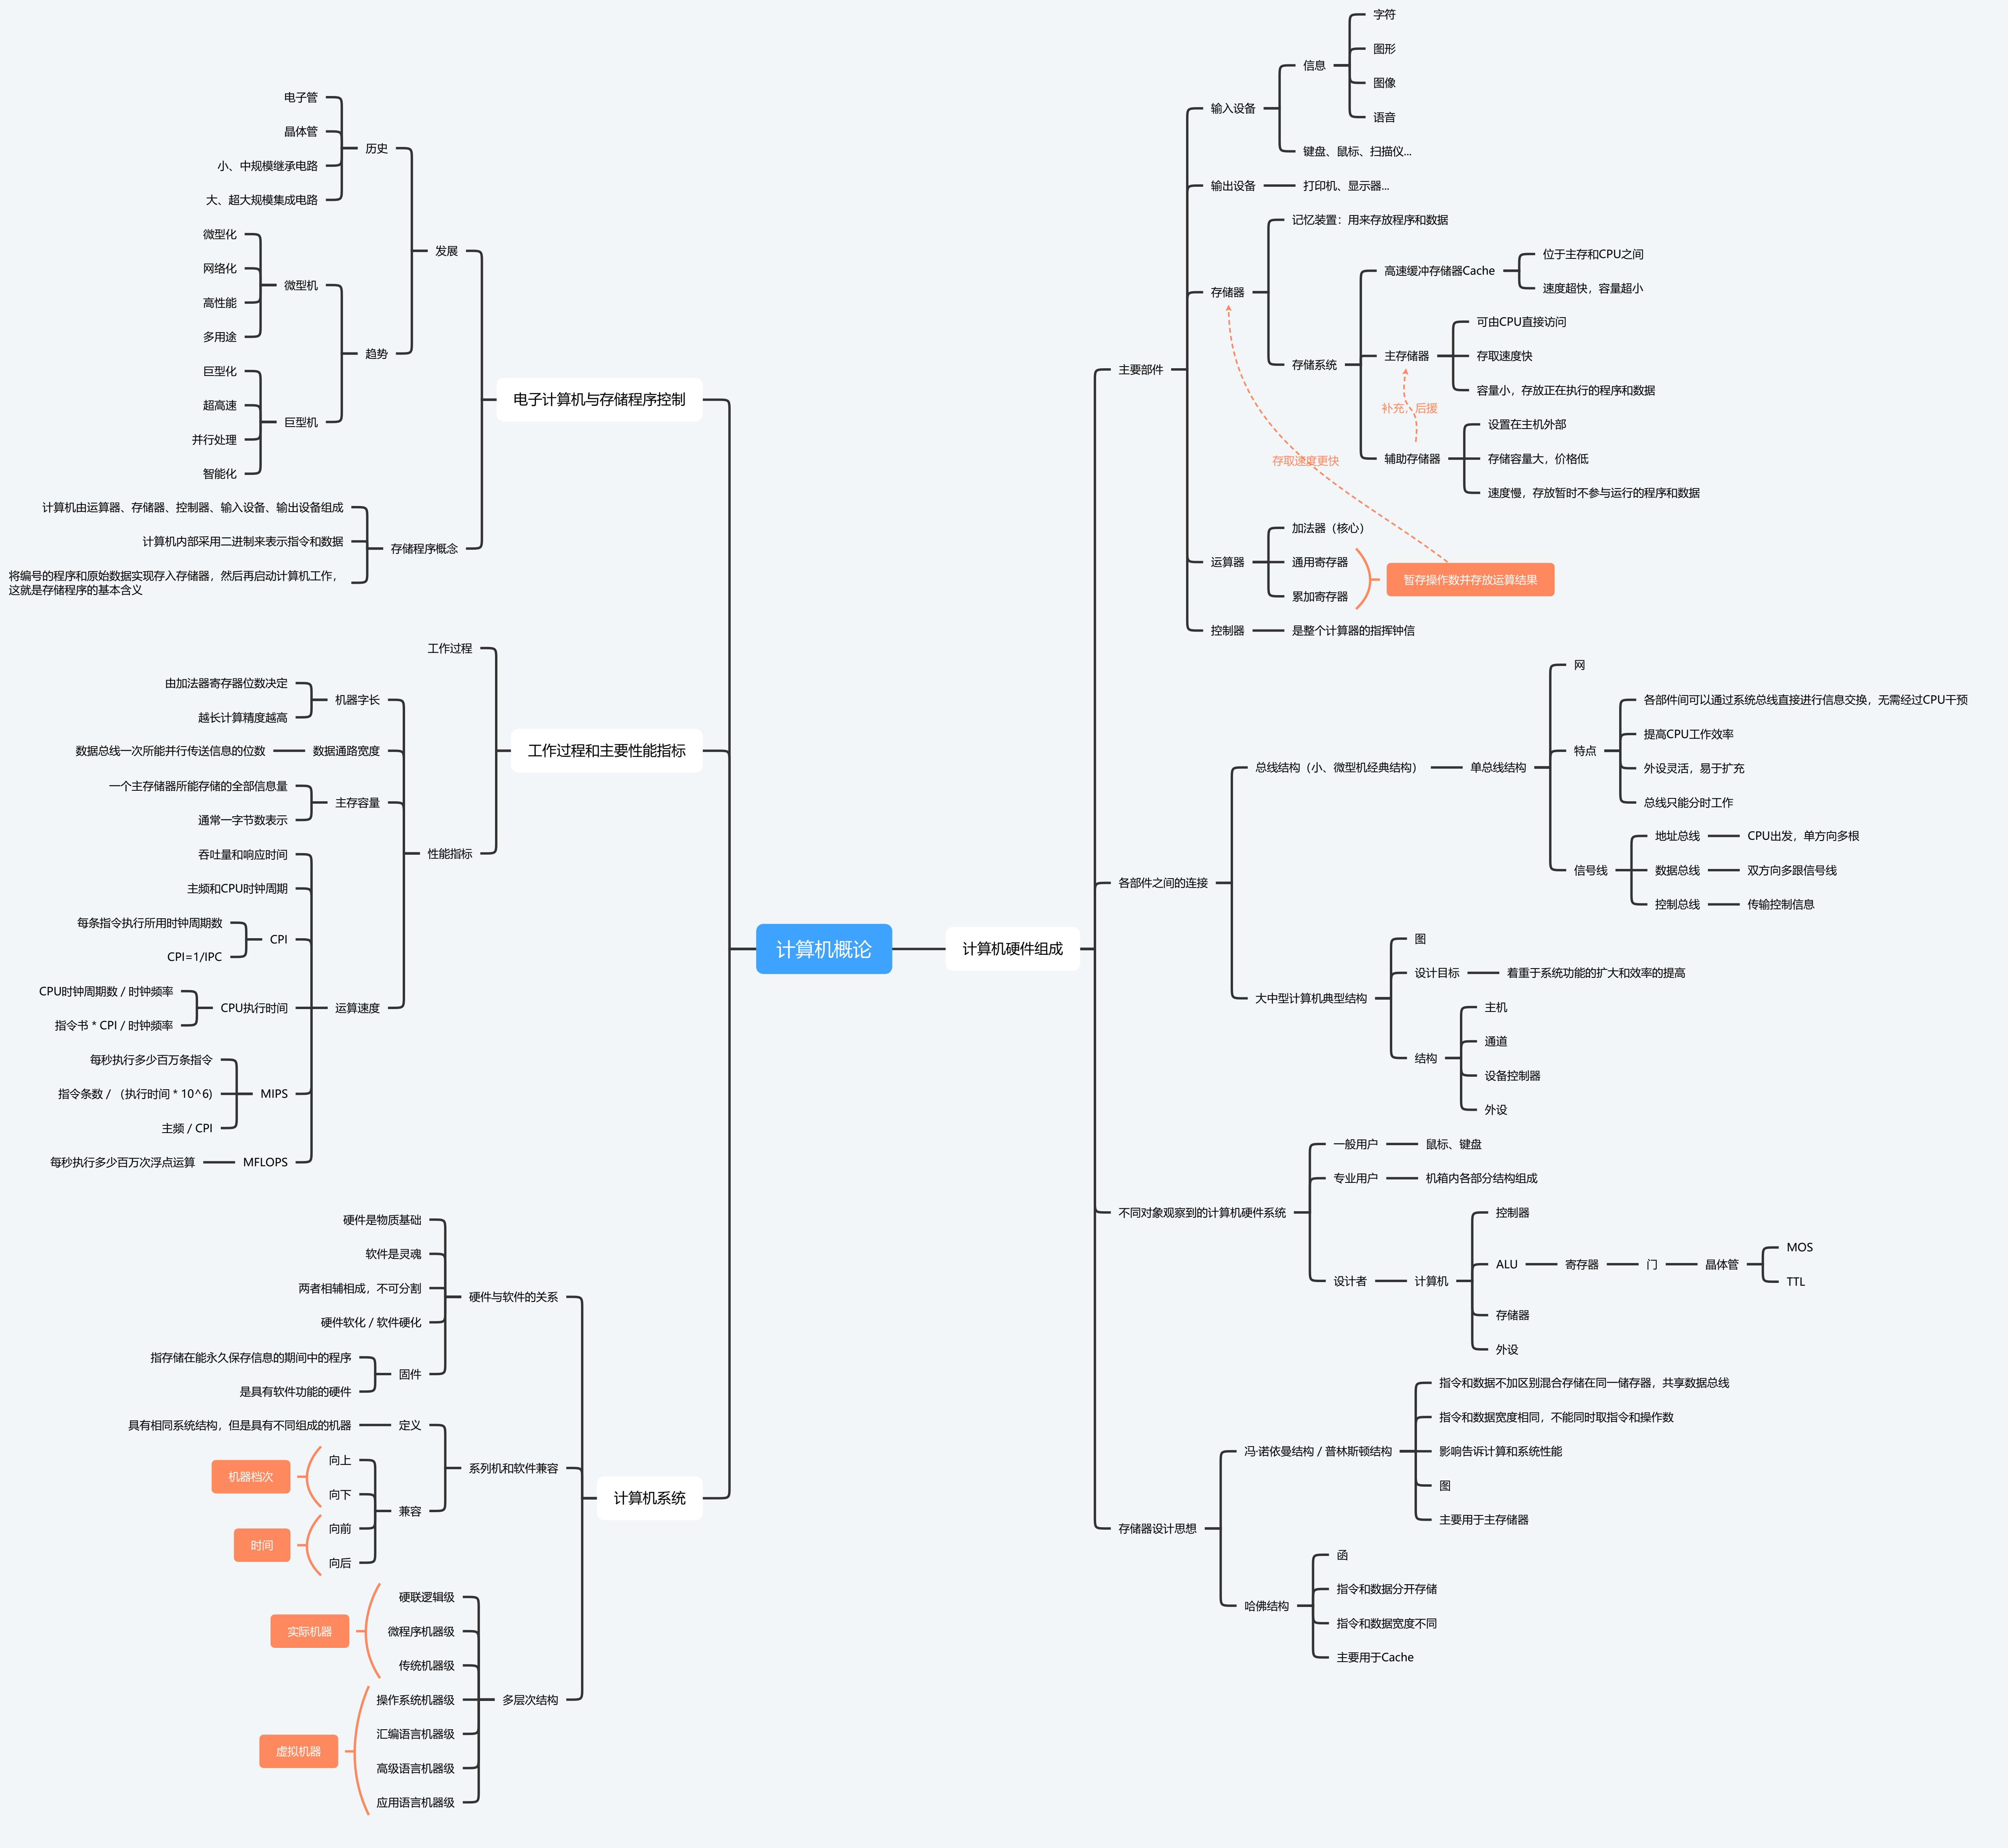 计算机概论
计算机硬件组成
主要部件
输入设备
信息
字符
图形
图像
语音
键盘、鼠标、扫描仪...
输出设备
打印机、显示器...
存储器
记忆装置：用来存放程序和数据
存储系统
高速缓冲存储器Cache
位于主存和CPU之间
速度超快，容量超小
主存储器
可由CPU直接访问
存取速度快
容量小，存放正在执行的程序和数据
补充，后援
辅助存储器
设置在主机外部
存储容量大，价格低
速度慢，存放暂时不参与运行的程序和数据
存取速度更快
运算器
加法器（核心）
通用寄存器
累加寄存器
暂存操作数并存放运算结果
控制器
是整个计算器的指挥钟信
各部件之间的连接
总线结构（小、微型机经典结构）
单总线结构
网
特点
各部件间可以通过系统总线直接进行信息交换，无需经过CPU干预
提高CPU工作效率
外设灵活，易于扩充
总线只能分时工作
信号线
地址总线
CPU出发，单方向多根
数据总线
双方向多跟信号线
控制总线
传输控制信息
大中型计算机典型结构
图
设计目标
着重于系统功能的扩大和效率的提高
结构
主机
通道
设备控制器
外设
不同对象观察到的计算机硬件系统
一般用户
鼠标、键盘
专业用户
机箱内各部分结构组成
设计者
计算机
控制器
ALU
寄存器
门
晶体管
MOS
TTL
存储器
外设
存储器设计思想
冯·诺依曼结构 / 普林斯顿结构
指令和数据不加区别混合存储在同一储存器，共享数据总线
指令和数据宽度相同，不能同时取指令和操作数
影响告诉计算和系统性能
图
主要用于主存储器
哈佛结构
函
指令和数据分开存储
指令和数据宽度不同
主要用于Cache
电子计算机与存储程序控制
发展
历史
电子管
晶体管
小、中规模继承电路
大、超大规模集成电路
趋势
微型机
微型化
网络化
高性能
多用途
巨型机
巨型化
超高速
并行处理
智能化
存储程序概念
计算机由运算器、存储器、控制器、输入设备、输出设备组成
计算机内部采用二进制来表示指令和数据
将编号的程序和原始数据实现存入存储器，然后再启动计算机工作，
这就是存储程序的基本含义
工作过程和主要性能指标
工作过程
性能指标
机器字长
由加法器寄存器位数决定
越长计算精度越高
数据通路宽度
数据总线一次所能并行传送信息的位数
主存容量
一个主存储器所能存储的全部信息量
通常一字节数表示
运算速度
吞吐量和响应时间
主频和CPU时钟周期
CPI
每条指令执行所用时钟周期数
CPI=1/IPC
CPU执行时间
CPU时钟周期数 / 时钟频率
指令书 * CPI / 时钟频率
MIPS
每秒执行多少百万条指令
指令条数 / （执行时间 * 10^6)
主频 / CPI
MFLOPS
每秒执行多少百万次浮点运算
计算机系统
硬件与软件的关系
硬件是物质基础
软件是灵魂
两者相辅相成，不可分割
硬件软化 / 软件硬化
固件
指存储在能永久保存信息的期间中的程序
是具有软件功能的硬件
系列机和软件兼容
定义
具有相同系统结构，但是具有不同组成的机器
兼容
向上
向下
机器档次
向前
向后
时间
多层次结构
硬联逻辑级
微程序机器级
传统机器级
实际机器
操作系统机器级
汇编语言机器级
高级语言机器级
应用语言机器级
虚拟机器